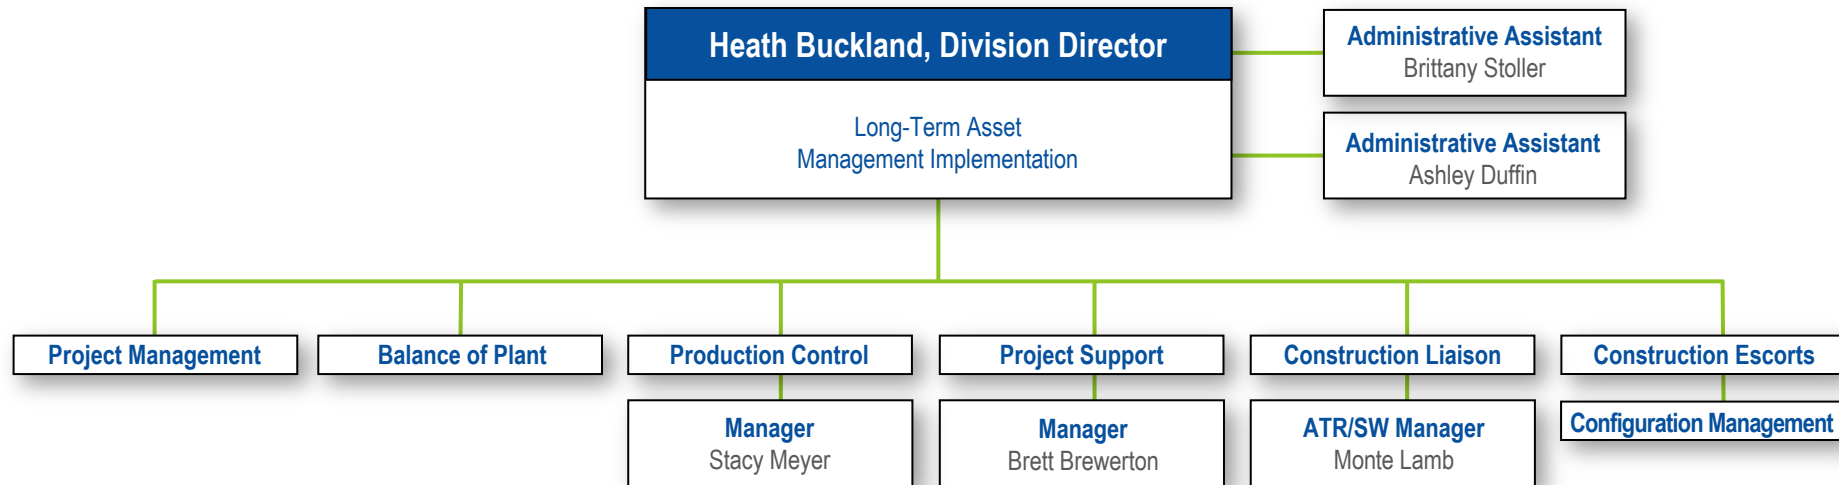 Heath Buckland, Division Director
Long-Term Asset
Management Implementation
Administrative Assistant
Brittany Stoller
Administrative Assistant
Ashley Duffin
Project Management
Balance of Plant
Production Control
Project Support
Construction Liaison
Construction Escorts
Manager
Stacy Meyer
Manager
Brett Brewerton
ATR/SW Manager
Monte Lamb
Configuration Management